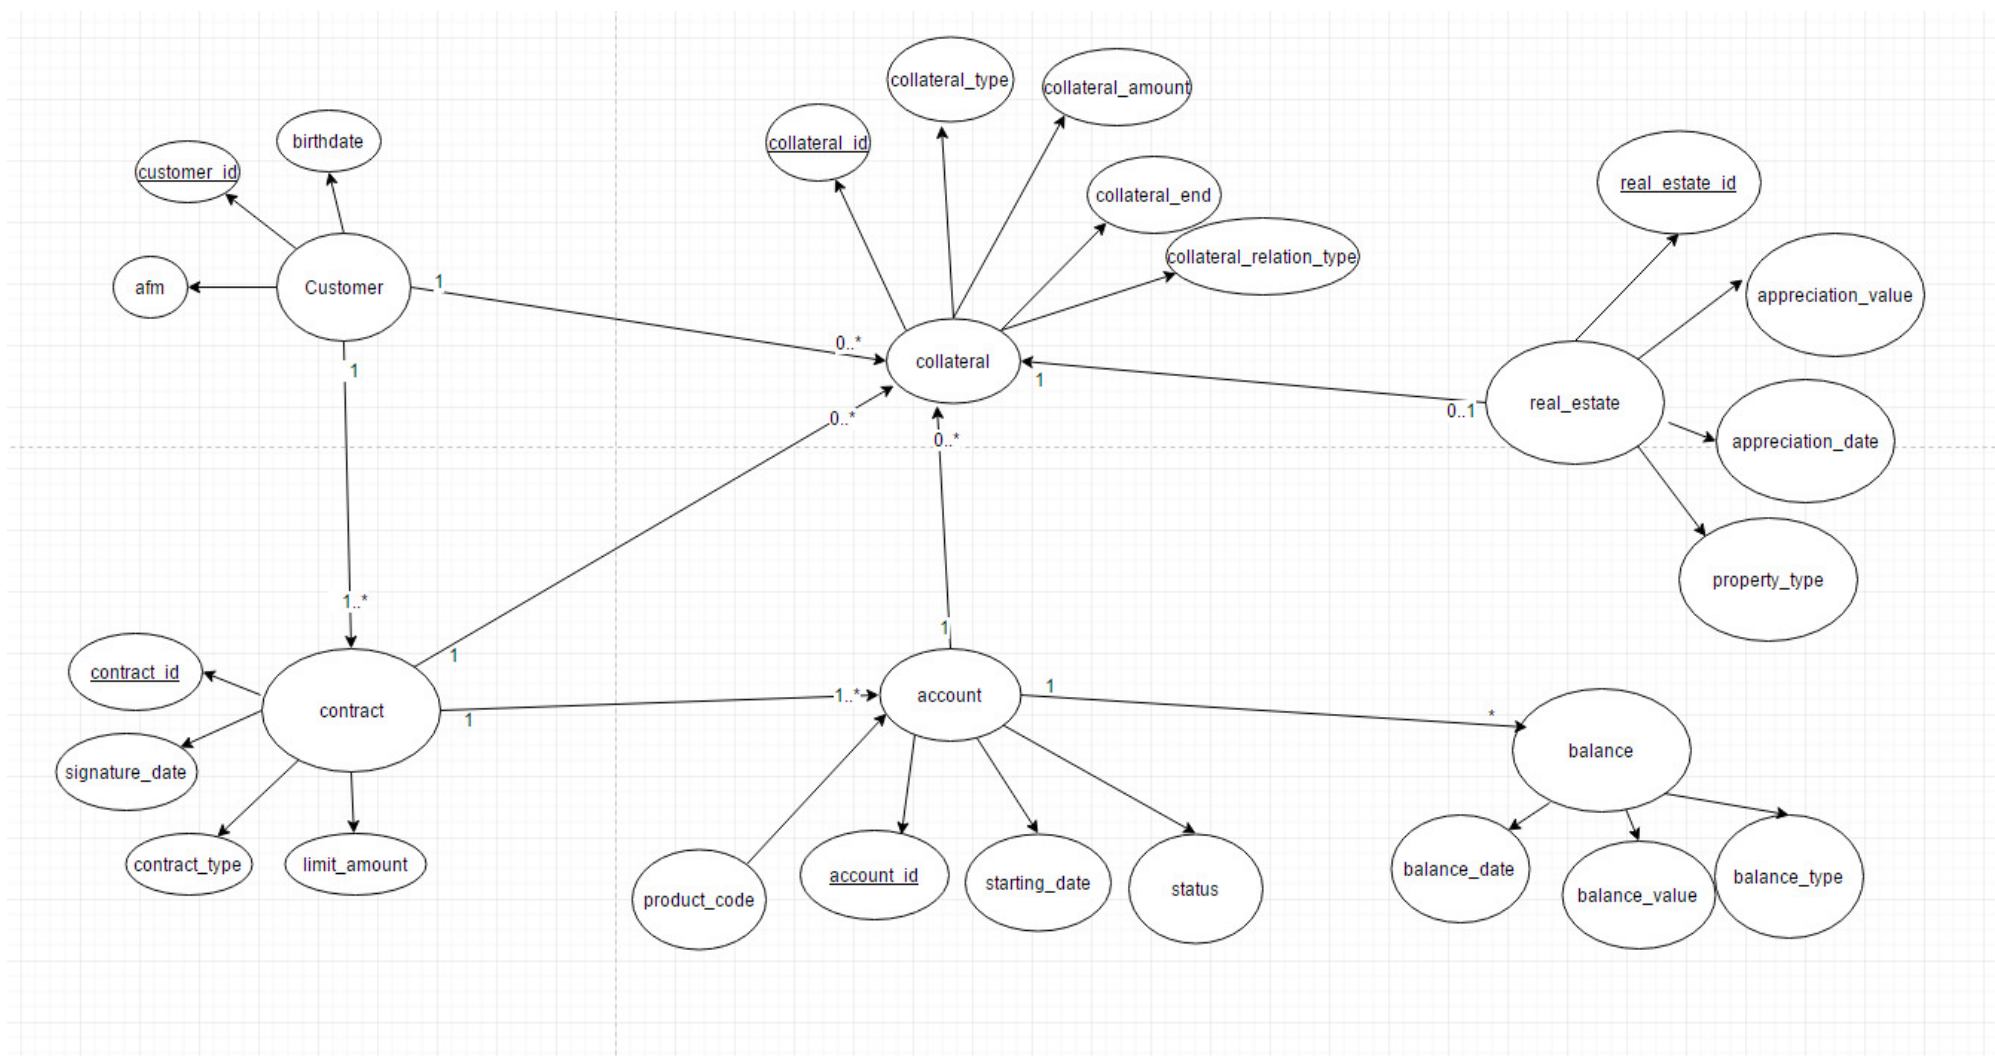 collateral_type
collateral_amount
birthdate
collateral_id
customer_id
real_estate_id
collateral_end
collateral_relation_type
afm
Customer
1
appreciation_value
0..*
collateral
1
1
real_estate
0..1
0..*
0..*
appreciation_date
property_type
1..*
1
1
contract_id
contract
1
1..*
account
1
*
balance
signature_date
contract_type
limit_amount
product_code
account_id
starting_date
status
balance_date
balance_value
balance_type